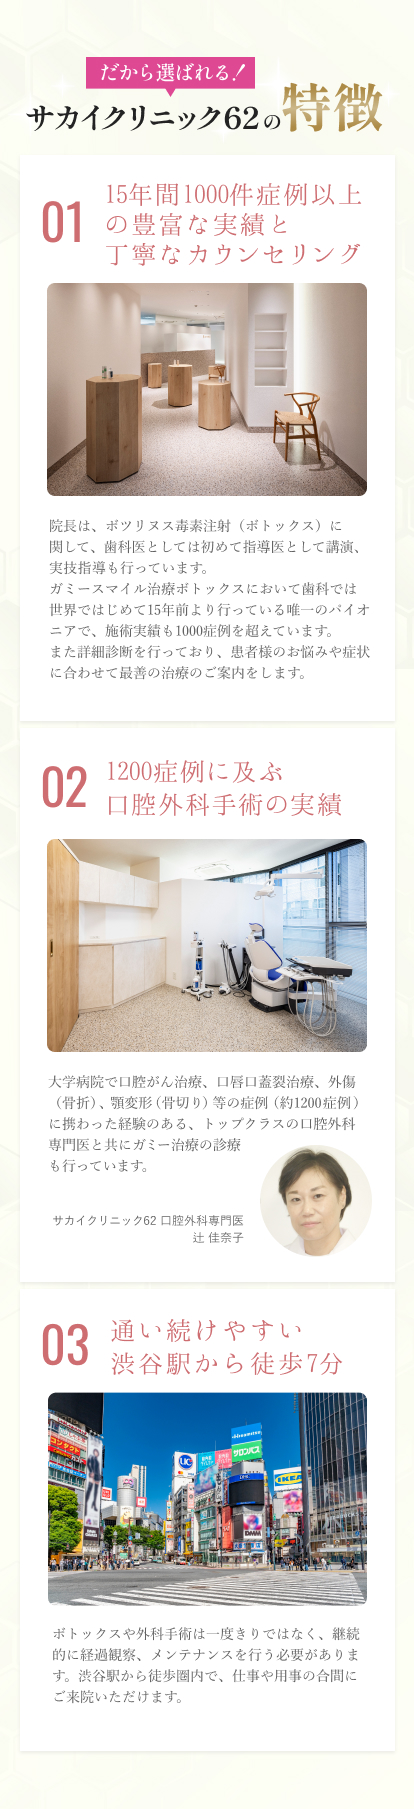 だから選ばれる！
サカイクリニック62の特徴
01
15年間1000件症例以上
の豊富な実績と
丁寧なカウンセリング
院長は、ボツリヌス毒素注射（ボトックス）に
関して、歯科医としては初めて指導医として講演、
実技指導も行っています。
ガミースマイル治療ボトックスにおいて歯科では
世界ではじめて15年前より行っている唯一のパイオ
ニアで、施術実績も1000症例を超えています。
また詳細診断を行っており、患者様のお悩みや症状
に合わせて最善の治療のご案内をします。
02
1200症例に及ぶ
口腔外科手術の実績
大学病院で口腔がん治療、口唇口蓋裂治療、外傷
（骨折）、顎変形（骨切り）等の症例（約1200症例）
に携わった経験のある、トップクラスの口腔外科
専門医と共にガミー治療の診療
も行っています。
サカイクリニック62 口腔外科専門医
辻 佳奈子
03
通い続けやすい
渋谷駅から徒歩7分
コンタクト
UC
サロンパス
DHC
IKEA
DMM
ボトックスや外科手術は一度きりではなく、継続
的に経過観察、メンテナンスを行う必要がありま
す。渋谷駅から徒歩圏内で、仕事や用事の合間に
ご来院いただけます。